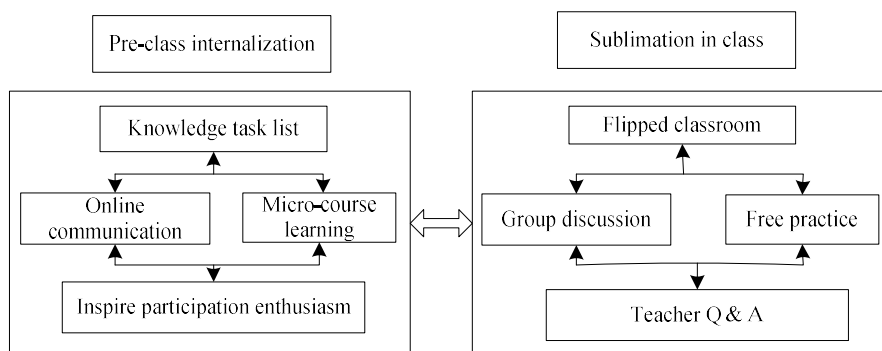 Pre-class internalization
Sublimation in class
Knowledge task list
Online
communication
Micro-course
learning
Inspire participation enthusiasm
Flipped classroom
Group discussion
Free practice
Teacher Q & A